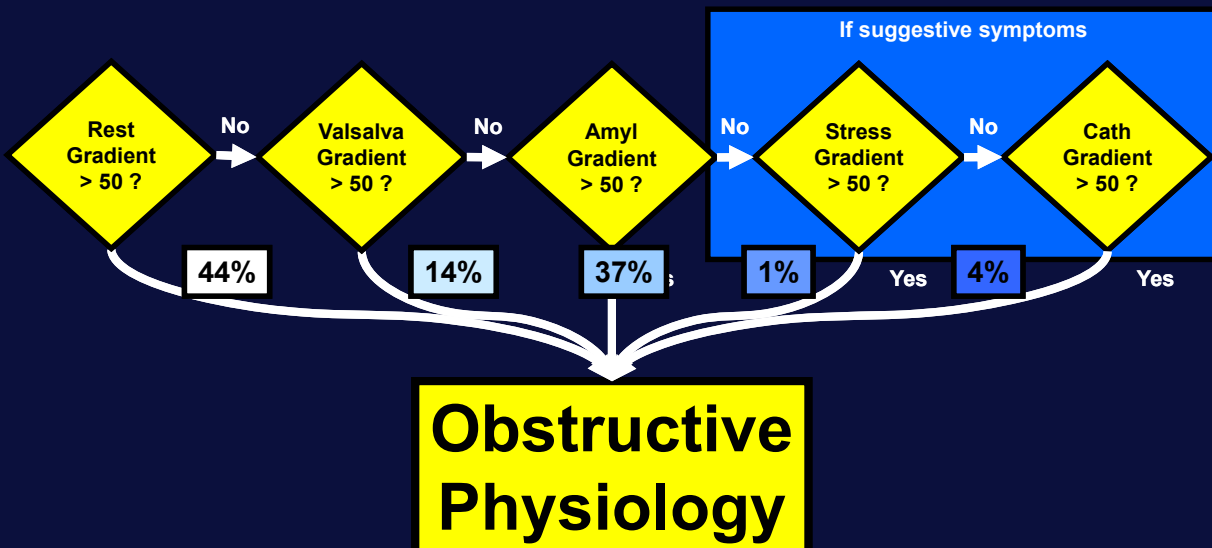 If suggestive symptoms
Rest
Gradient
> 50 ?
No
Valsalva
Gradient
> 50 ?
No
Amyl
Gradient
> 50 ?
No
Stress
Gradient
> 50 ?
No
Cath
Gradient
> 50 ?
44%
14%
37%
1%
Yes
4%
Yes
Obstructive
Physiology